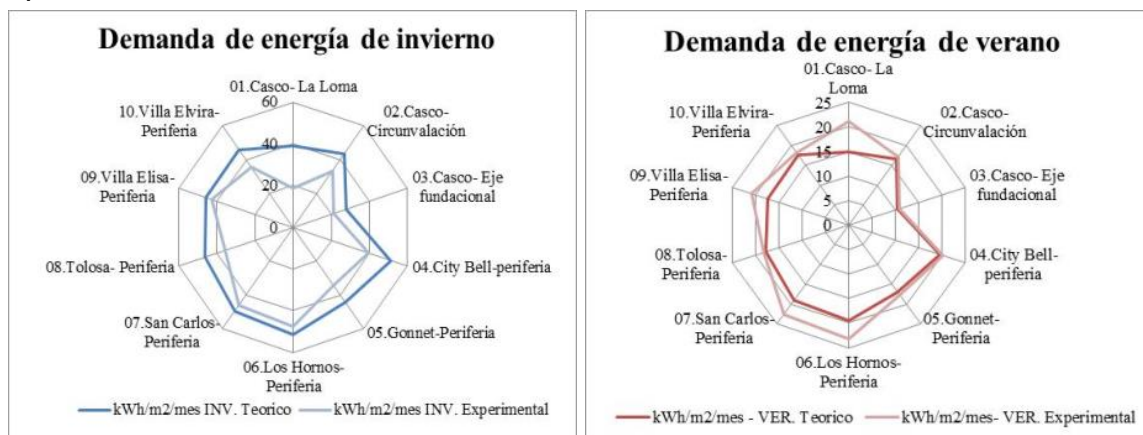 Demanda de energía de invierno
01.Casco- La Loma
60
40
20
0
02.Casco-
Circunvalación
03.Casco- Eje
fundacional
04.City Bell-periferia
05.Gonnet-Periferia
06.Los Hornos-
Periferia
07.San Carlos-
Periferia
08.Tolosa- Periferia
09.Villa Elisa-
Periferia
10.Villa Elvira-
Periferia
kWh/m2/mes INV. Teorico
kWh/m2/mes INV. Experimental
Demanda de energía de verano
01.Casco- La
Loma
25
20
15
10
5
0
02.Casco-
Circunvalación
03.Casco- Eje
fundacional
04.City Bell-
periferia
05.Gonnet-
Periferia
06.Los Hornos-
Periferia
07.San Carlos-
Periferia
08.Tolosa-
Periferia
09.Villa Elisa-
Periferia
10.Villa Elvira-
Periferia
kWh/m2/mes - VER. Teorico
kWh/m2/mes- VER. Experimental